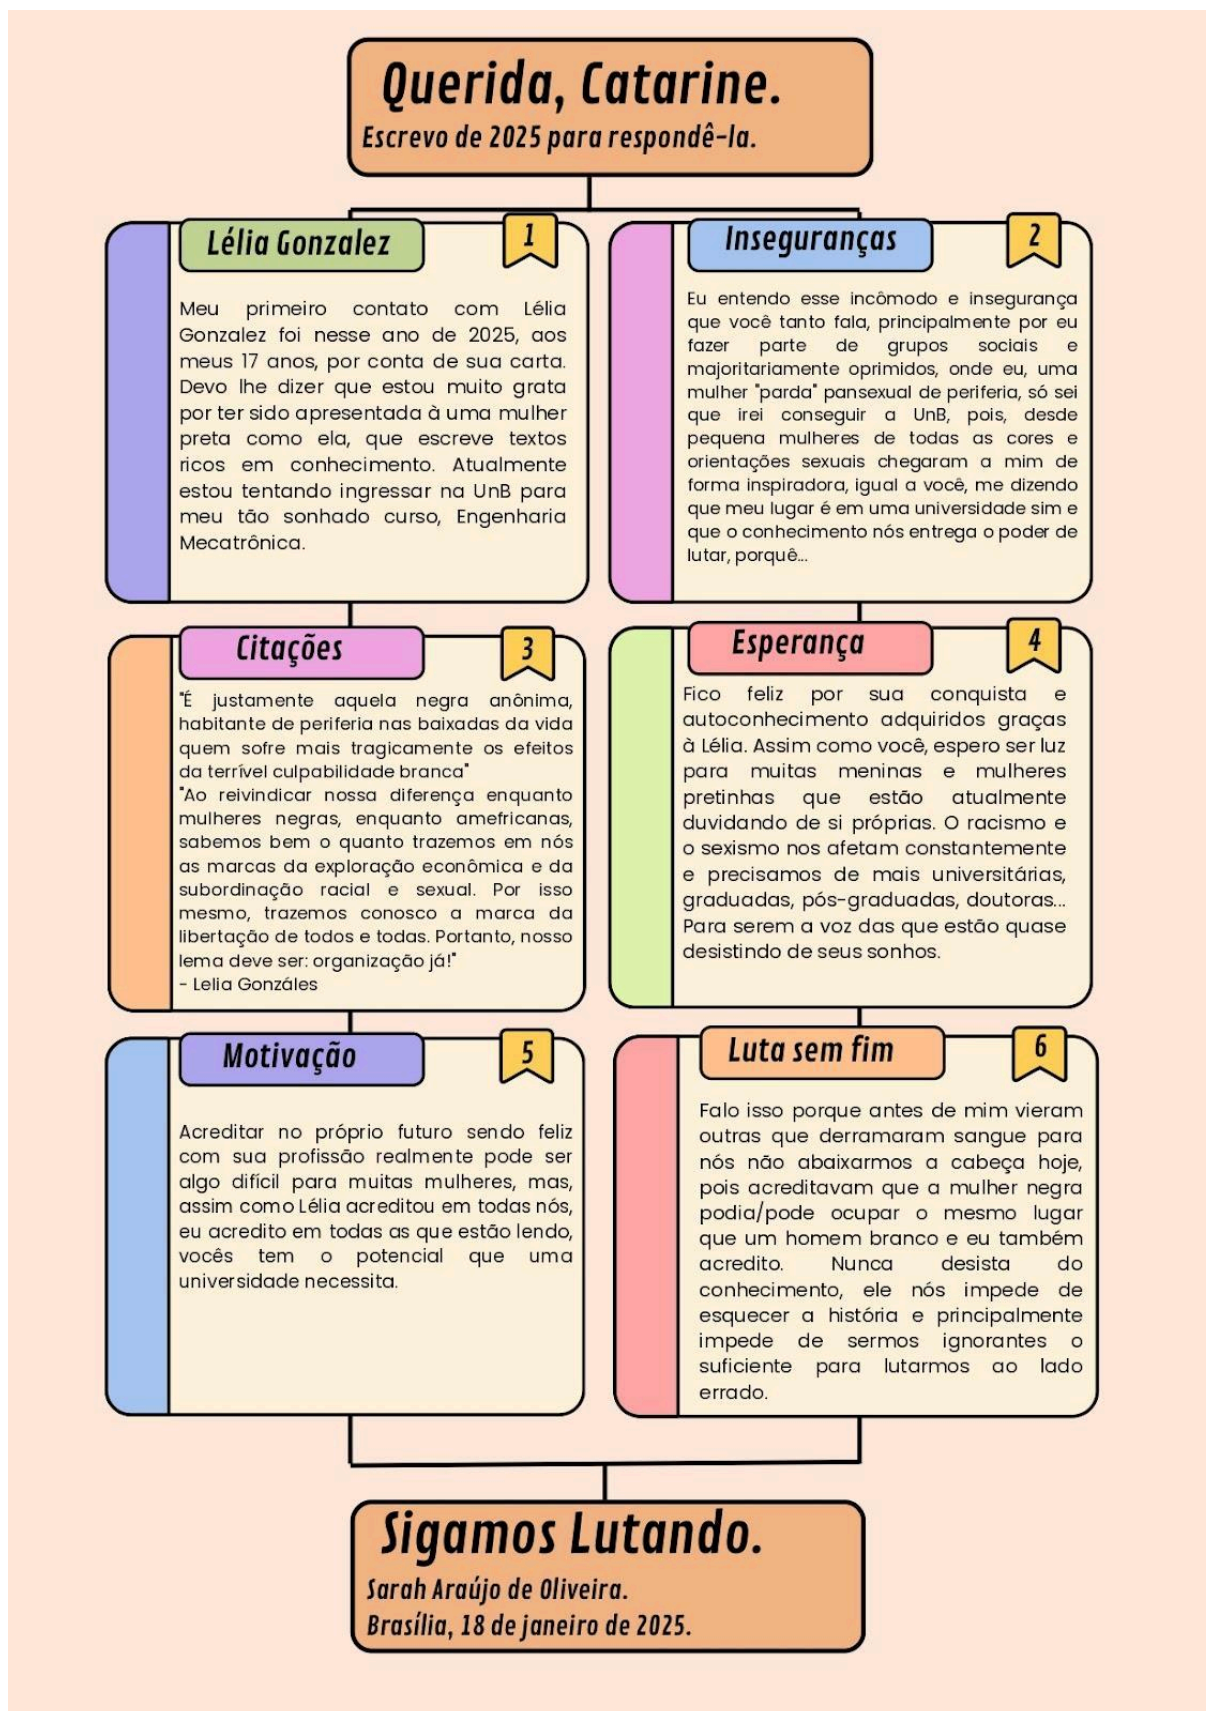 Querida, Catarine.
Escrevo de 2025 para respondê-la.
Lélia Gonzalez
1
Meu primeiro contato com Lélia
Gonzalez foi nesse ano de 2025, aos
meus 17 anos, por conta de sua carta.
Devo lhe dizer que estou muito grata
por ter sido apresentada à uma mulher
preta como ela, que escreve textos
ricos em conhecimento. Atualmente
estou tentando ingressar na UnB para
meu tão sonhado curso, Engenharia
Mecatrônica.
Inseguranças
2
Eu entendo esse incômodo e insegurança
que você tanto fala, principalmente por eu
fazer parte de grupos sociais e
majoritariamente oprimidos, onde eu, uma
mulher "parda" pansexual de periferia, só sei
que irei conseguir a UnB, pois, desde
pequena mulheres de todas as cores e
orientações sexuais chegaram a mim de
forma inspiradora, igual a você, me dizendo
que meu lugar é em uma universidade sim e
que o conhecimento nós entrega o poder de
lutar, porquê...
Citações
3
"É justamente aquela negra anônima,
habitante de periferia nas baixadas da vida
quem sofre mais tragicamente os efeitos
da terrível culpabilidade branca"
"Ao reivindicar nossa diferença enquanto
mulheres negras, enquanto amefricanas,
sabemos bem o quanto trazemos em nós
as marcas da exploração econômica e da
subordinação racial e sexual. Por isso
mesmo, trazemos conosco a marca da
libertação de todos e todas. Portanto, nosso
lema deve ser: organização já!"
- Lelia Gonzáles
Esperança
4
Fico feliz por sua conquista e
autoconhecimento adquiridos graças
à Lélia. Assim como você, espero ser luz
para muitas meninas e mulheres
pretinhas que estão atualmente
duvidando de si próprias. O racismo e
o sexismo nos afetam constantemente
e precisamos de mais universitárias,
graduadas, pós-graduadas, doutoras...
Para serem a voz das que estão quase
desistindo de seus sonhos.
Motivação
5
Acreditar no próprio futuro sendo feliz
com sua profissão realmente pode ser
algo difícil para muitas mulheres, mas,
assim como Lélia acreditou em todas nós,
eu acredito em todas as que estão lendo,
vocês tem o potencial que uma
universidade necessita.
Luta sem fim
6
Falo isso porque antes de mim vieram
outras que derramaram sangue para
nós não abaixarmos a cabeça hoje,
pois acreditavam que a mulher negra
podia/pode ocupar o mesmo lugar
que um homem branco e eu também
acredito. Nunca desista do
conhecimento, ele nós impede de
esquecer a história e principalmente
impede de sermos ignorantes o
suficiente para lutarmos ao lado
errado.
Sigamos Lutando.
Sarah Araújo de Oliveira.
Brasília, 18 de janeiro de 2025.